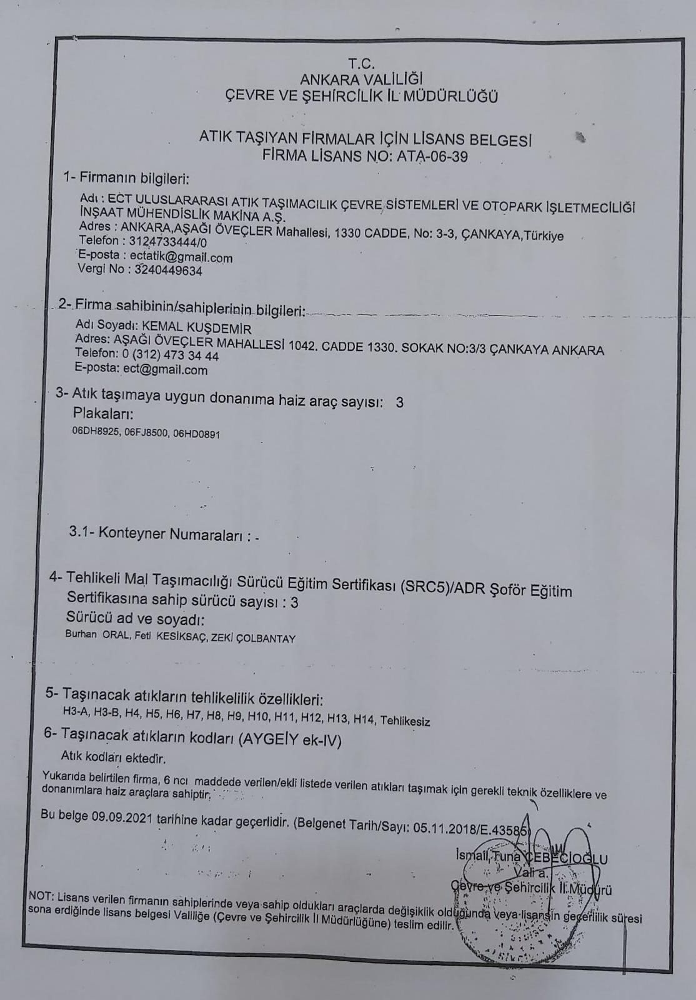 T.C.
ANKARA VALİLİĞİ
ÇEVRE VE ŞEHİRCİLİK İL MÜDÜRLÜĞÜ
ATIK TAŞIYAN FİRMALAR İÇİN LİSANS BELGESİ
FİRMA LİSANS NO: ATA-06-39
1- Firmanın bilgileri:
Adı : ECT ULUSLARARASI ATIK TAŞIMACILIK ÇEVRE SİSTEMLERİ VE OTOPARK İŞLETMECİLİĞİ
İNŞAAT MÜHENDİSLİK MAKİNA A.Ş.
Adres : ANKARA,AŞAĞI ÖVEÇLER Mahallesi, 1330 CADDE, No: 3-3, ÇANKAYA,Türkiye
Telefon : 3124733444/0
E-posta : ectatik@gmail.com
Vergi No : 3240449634
2- Firma sahibinin/sahiplerinin bilgileri:
Adı Soyadı: KEMAL KUŞDEMİR
Adres: AŞAĞI ÖVEÇLER MAHALLESİ 1042. CADDE 1330. SOKAK NO:3/3 ÇANKAYA ANKARA
Telefon: 0 (312) 473 34 44
E-posta: ect@gmail.com
3- Atık taşımaya uygun donanıma haiz araç sayısı: 3
Plakaları:
06DH8925, 06FJ8500, 06HD0891
3.1- Konteyner Numaraları : -
4- Tehlikeli Mal Taşımacılığı Sürücü Eğitim Sertifikası (SRC5)/ADR Şoför Eğitim
Sertifikasına sahip sürücü sayısı : 3
Sürücü ad ve soyadı:
Burhan ORAL, Feti KESİKSAÇ, ZEKİ ÇOLBANTAY
5- Taşınacak atıkların tehlikelilik özellikleri:
H3-A, H3-B, H4, H5, H6, H7, H8, H9, H10, H11, H12, H13, H14, Tehlikesiz
6- Taşınacak atıkların kodları (AYGEİY ek-IV)
Atık kodları ektedir.
Yukarıda belirtilen firma, 6 ncı maddede verilen/ekli listede verilen atıkları taşımak için gerekli teknik özelliklere ve
donanımlara haiz araçlara sahiptir.
Bu belge 09.09.2021 tarihine kadar geçerlidir. (Belgenet Tarih/Sayı: 05.11.2018/E.43585)
İsmail Tuna ÇEBECİOĞLU
Vali a.
Çevre ve Şehircilik İl Müdürü
NOT: Lisans verilen firmanın sahiplerinde veya sahip oldukları araçlarda değişiklik olduğunda veya lisansin geçerlilik süresi
sona erdiğinde lisans belgesi Valiliğe (Çevre ve Şehircilik İl Müdürlüğüne) teslim edilir.